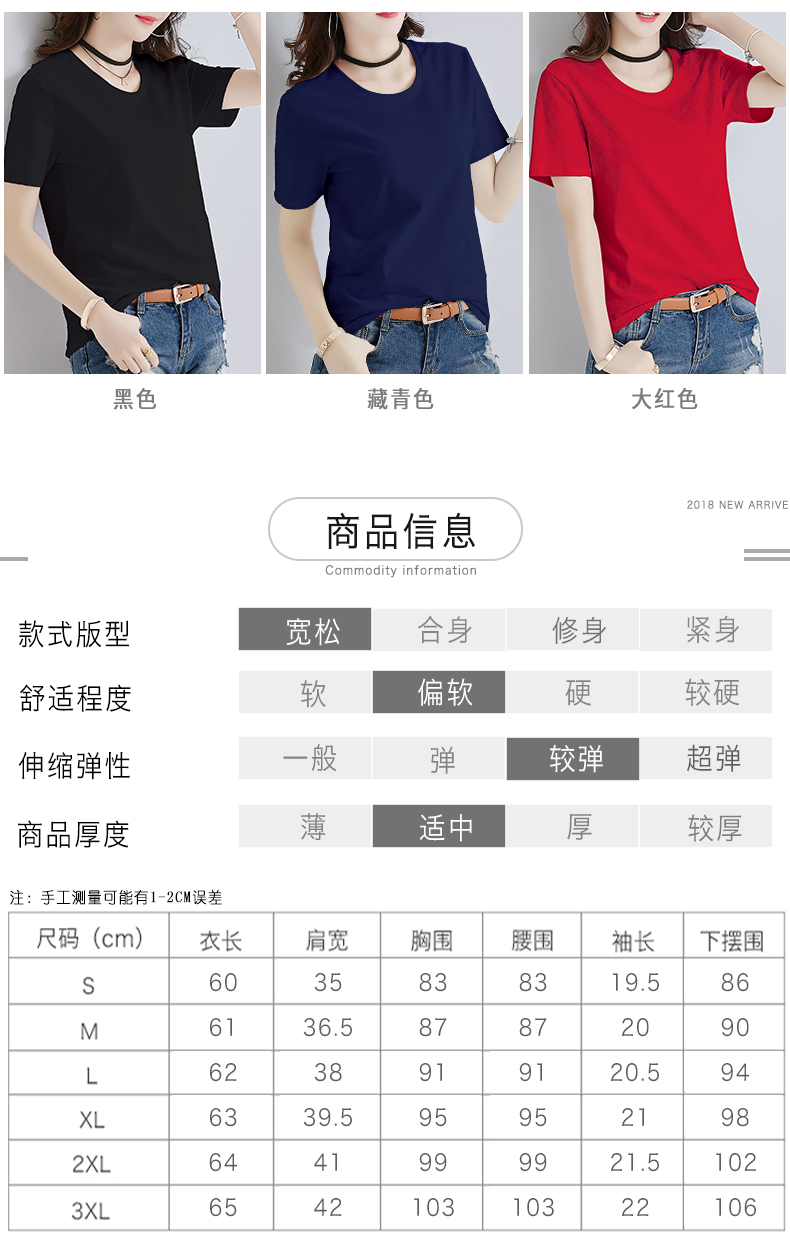 黑色 藏青色 大红色
2018 NEW ARRIVE
商品信息
Commodity information
款式版型 宽松 合身 修身 紧身
舒适程度 软 偏软 硬 较硬
伸缩弹性 一般 弹 较弹 超弹
商品厚度 薄 适中 厚 较厚
注：手工测量可能有1-2CM误差
尺码（cm） 衣长 肩宽 胸围 腰围 袖长 下摆围
S 60 35 83 83 19.5 86
M 61 36.5 87 87 20 90
L 62 38 91 91 20.5 94
XL 63 39.5 95 95 21 98
2XL 64 41 99 99 21.5 102
3XL 65 42 103 103 22 106